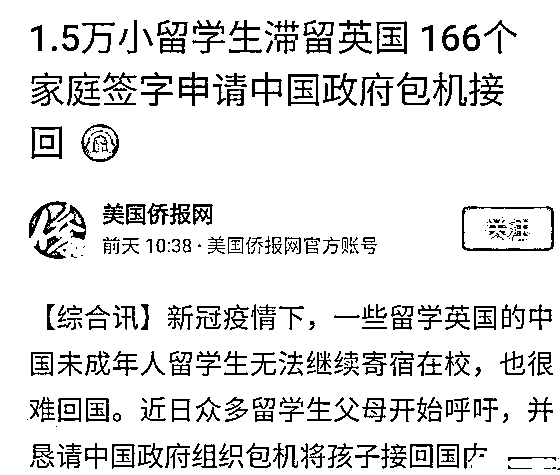 1.5万小留学生滞留英国 166个
家庭签字申请中国政府包机接
回
美国侨报网
前天 10:38 · 美国侨报网官方账号
关注
【综合讯】新冠疫情下，一些留学英国的中
国未成年人留学生无法继续寄宿在校，也很
难回国。近日众多留学生父母开始呼吁，并
恳请中国政府组织包机将孩子接回国内